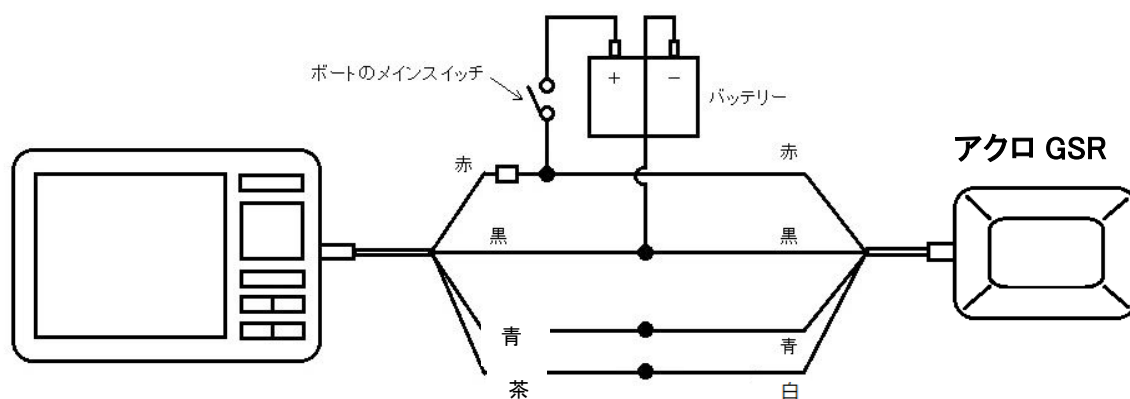 ボートのメインスイッチ
+ -
バッテリー
アクロ GSR
赤 赤
黒 黒
青 青
茶 白